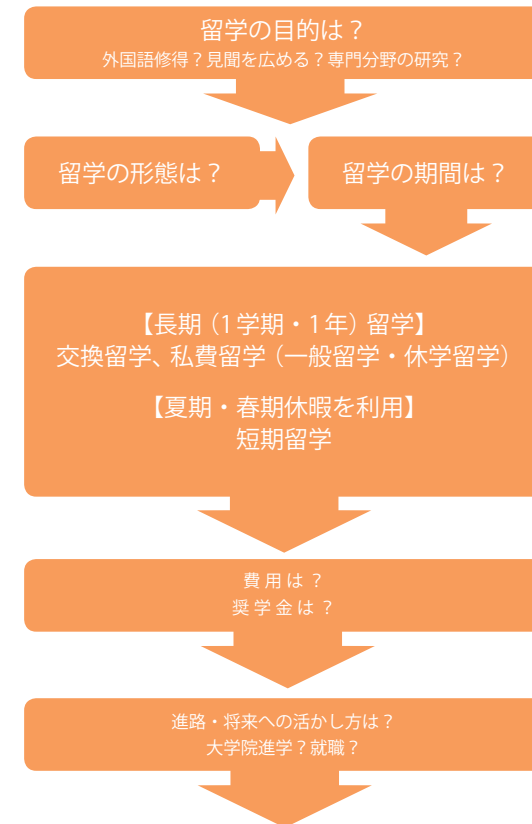 留学の目的は？
外国語修得？見聞を広める？専門分野の研究？
留学の形態は？
留学の期間は？
【長期（1学期・1年）留学】
交換留学、私費留学（一般留学・休学留学）
【夏期・春期休暇を利用】
短期留学
費用は？
奨学金は？
進路・将来への活かし方は？
大学院進学？就職？